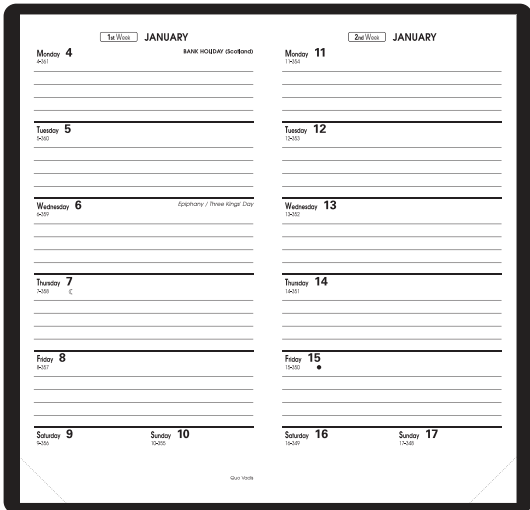 1st Week JANUARY
Monday 4 BANK HOLIDAY (Scotland)
4-361
Tuesday 5
5-360
Wednesday 6 Epiphany / Three Kings' Day
6-359
Thursday 7
7-358 ☾
Friday 8
8-357
Saturday 9 Sunday 10
9-356 10-355
Quo Vadis
2nd Week JANUARY
Monday 11
11-354
Tuesday 12
12-353
Wednesday 13
13-352
Thursday 14
14-351
Friday 15
15-350 ●
Saturday 16 Sunday 17
16-349 17-348